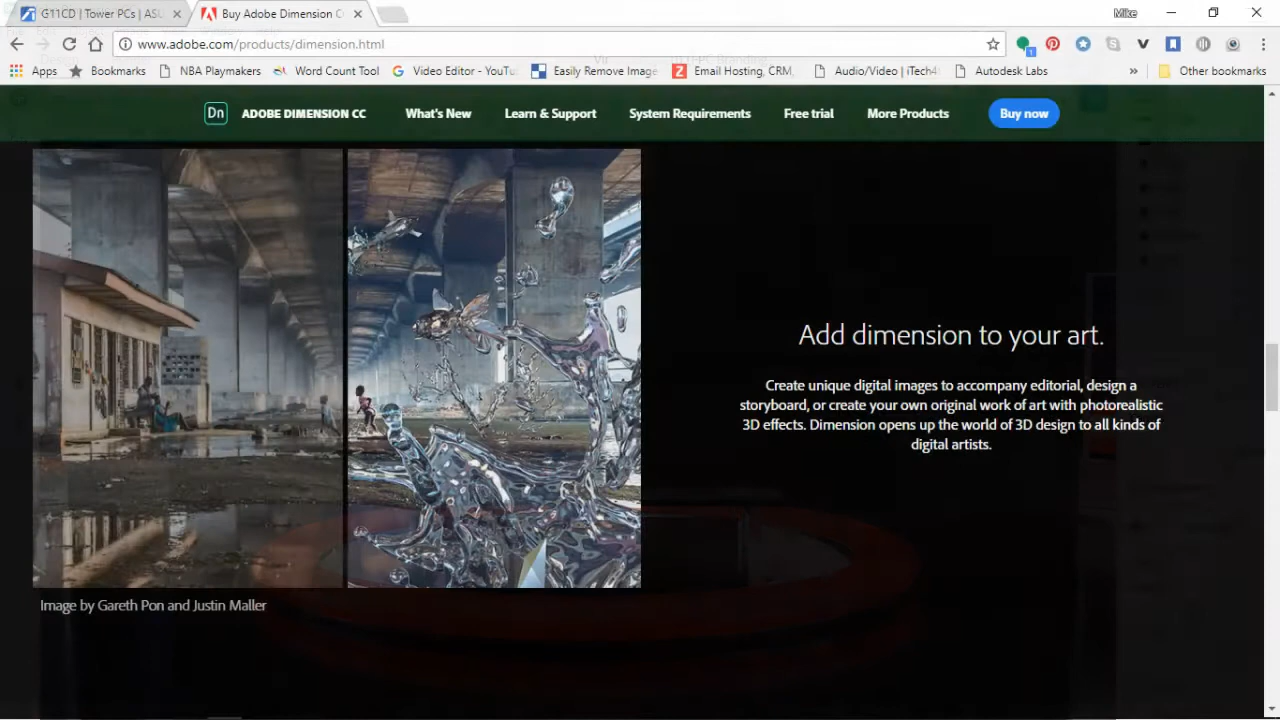 G11CD | Tower PCs | ASU
Buy Adobe Dimension C
Mike
www.adobe.com/products/dimension.html
Apps
Bookmarks
NBA Playmakers
Word Count Tool
Video Editor - YouTu
Easily Remove Image
Email Hosting, CRM,
Audio/Video | iTech4
Autodesk Labs
»
Other bookmarks
Dn
ADOBE DIMENSION CC
What's New
Learn & Support
System Requirements
Free trial
More Products
Buy now
Add dimension to your art.
Create unique digital images to accompany editorial, design a
storyboard, or create your own original work of art with photorealistic
3D effects. Dimension opens up the world of 3D design to all kinds of
digital artists.
Image by Gareth Pon and Justin Maller